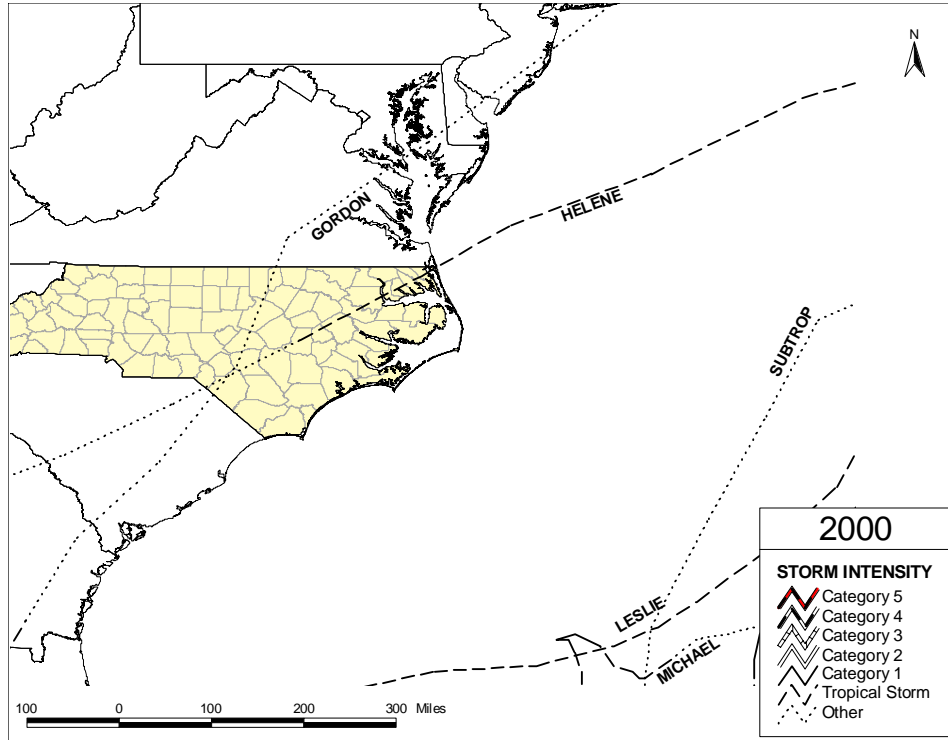 N
GORDON
HELENE
SUBTROP
LESLIE
MICHAEL
2000
STORM INTENSITY
Category 5
Category 4
Category 3
Category 2
Category 1
Tropical Storm
Other
100 0 100 200 300 Miles